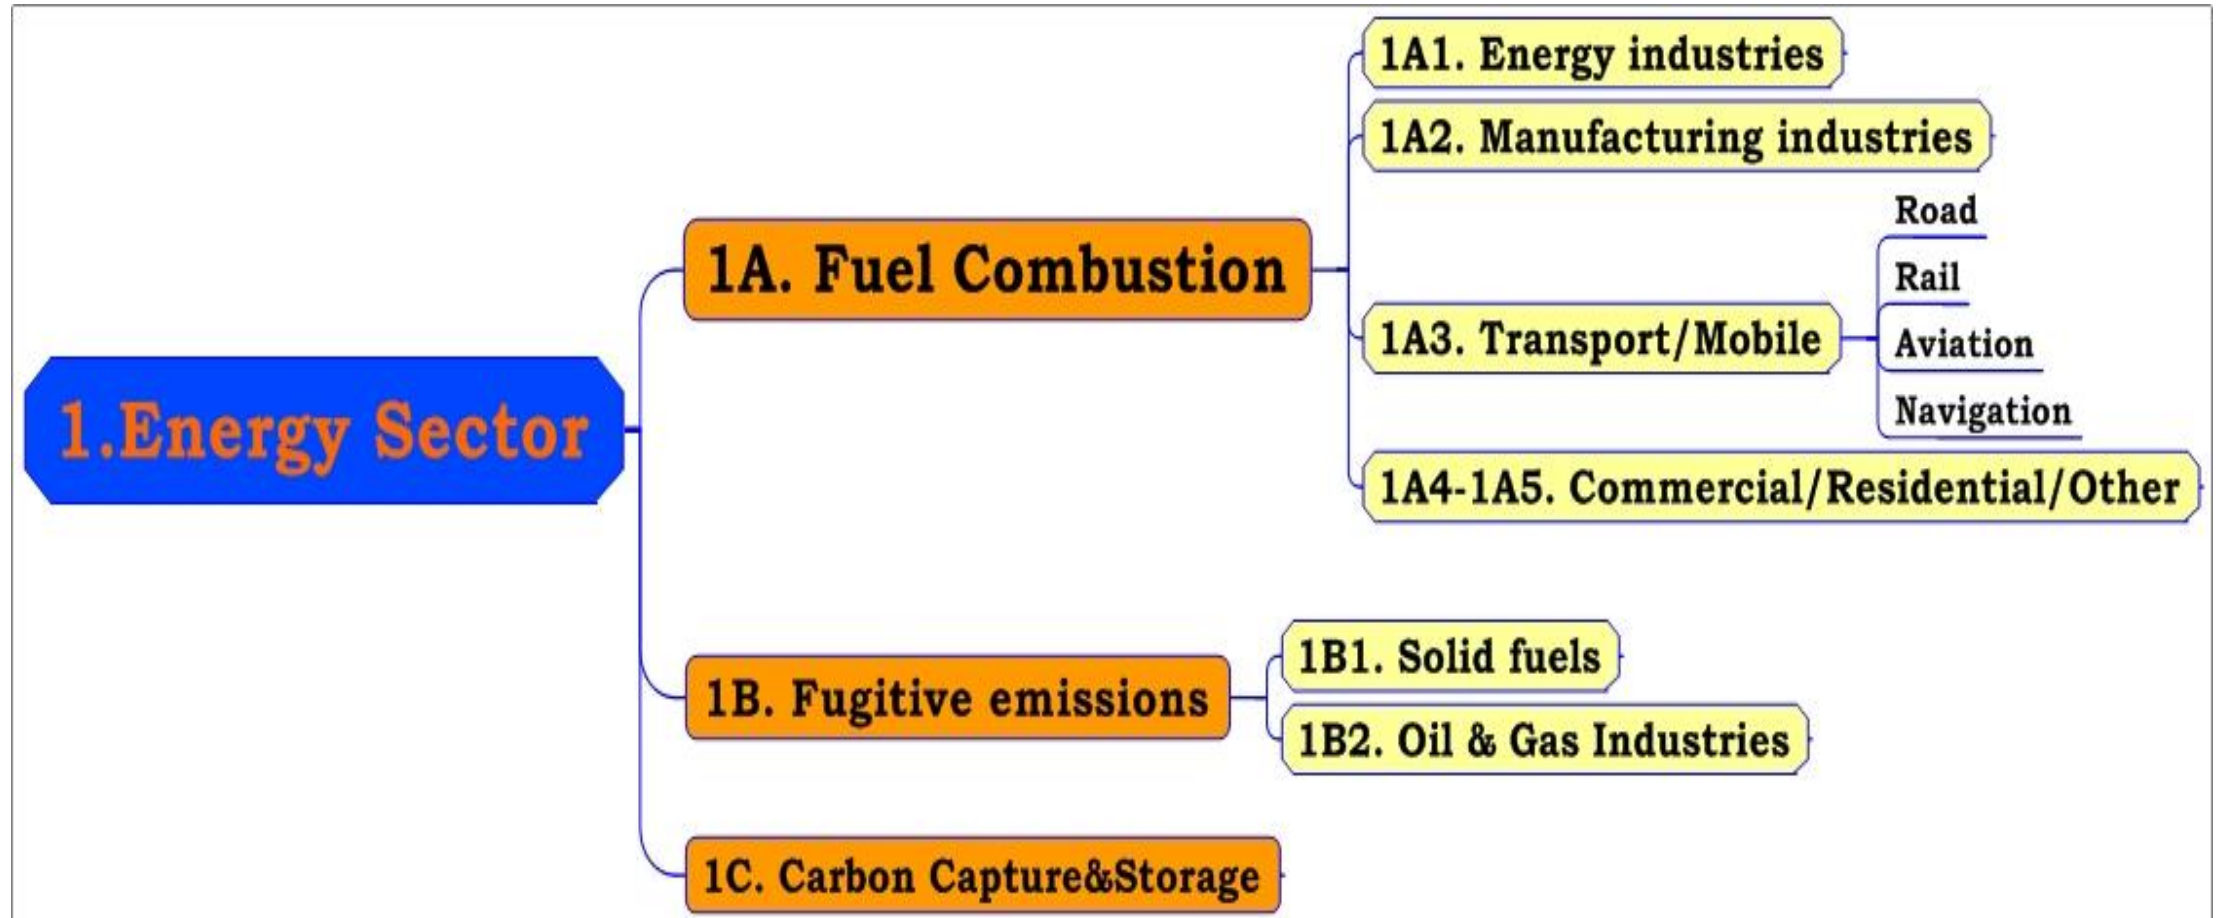 1.Energy Sector
1A. Fuel Combustion
1A1. Energy industries
1A2. Manufacturing industries
1A3. Transport/Mobile
Road
Rail
Aviation
Navigation
1A4-1A5. Commercial/Residential/Other
1B. Fugitive emissions
1B1. Solid fuels
1B2. Oil & Gas Industries
1C. Carbon Capture&Storage